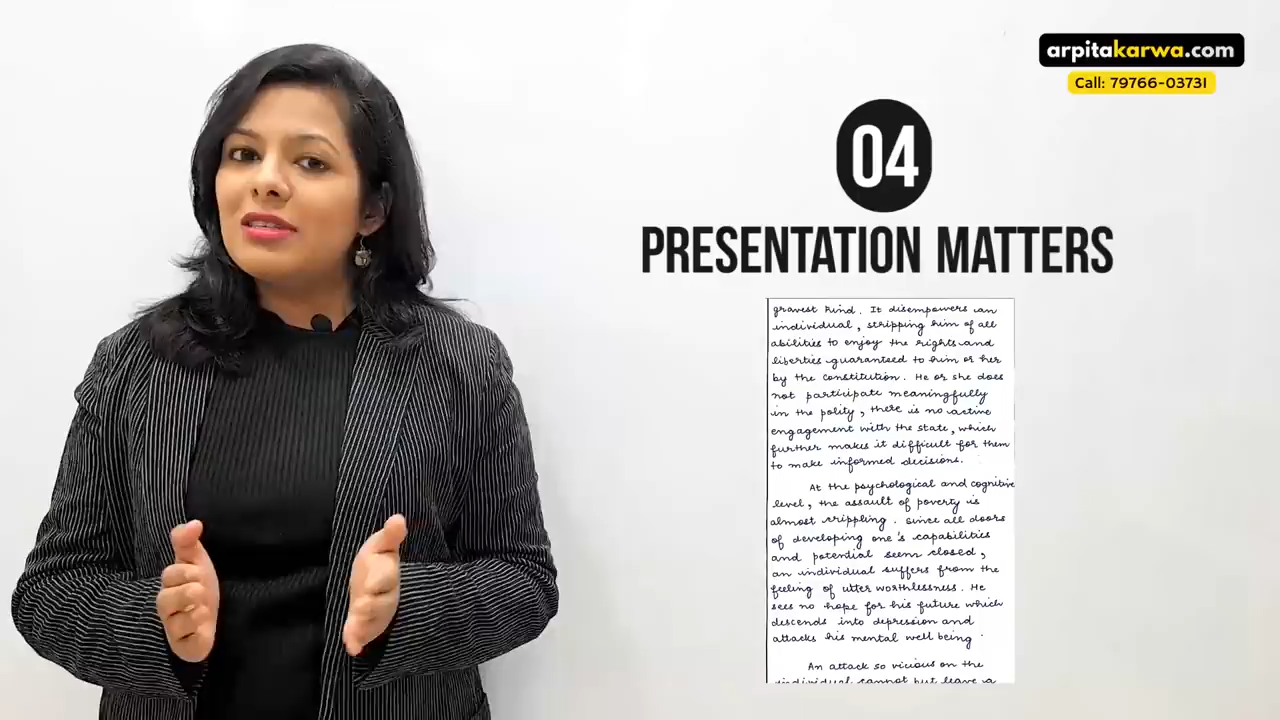 arpitakarwa.com
Call: 79766-03731
04
PRESENTATION MATTERS
gravest kind. It disempowers an
individual, stripping him of all
abilities to enjoy the rights and
liberties guaranteed to him or her
by the constitution. He or she does
not participate meaningfully
in the polity, there is no active
engagement with the state, which
further makes it difficult for them
to make informed decisions.
At the psychological and cognitive
level, the assault of poverty is
almost crippling. Since all doors
of developing one's capabilities
and potential seem closed,
an individual suffers from the
feeling of utter worthlessness. He
sees no hope for his future which
descends into depression and
attacks his mental well being.
An attack so vicious on the
individual cannot but leave a